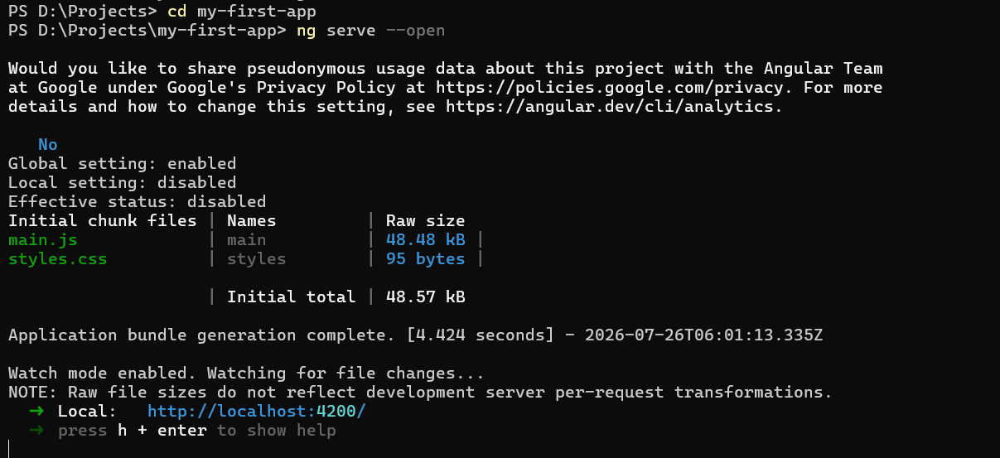 PS D:\Projects> cd my-first-app
PS D:\Projects\my-first-app> ng serve --open
Would you like to share pseudonymous usage data about this project with the Angular Team
at Google under Google's Privacy Policy at https://policies.google.com/privacy. For more
details and how to change this setting, see https://angular.dev/cli/analytics.
No
Global setting: enabled
Local setting: disabled
Effective status: disabled
Initial chunk files | Names | Raw size
main.js | main | 48.48 kB |
styles.css | styles | 95 bytes |
| Initial total | 48.57 kB
Application bundle generation complete. [4.424 seconds] - 2026-07-26T06:01:13.335Z
Watch mode enabled. Watching for file changes...
NOTE: Raw file sizes do not reflect development server per-request transformations.
➜ Local: http://localhost:4200/
➜ press h + enter to show help